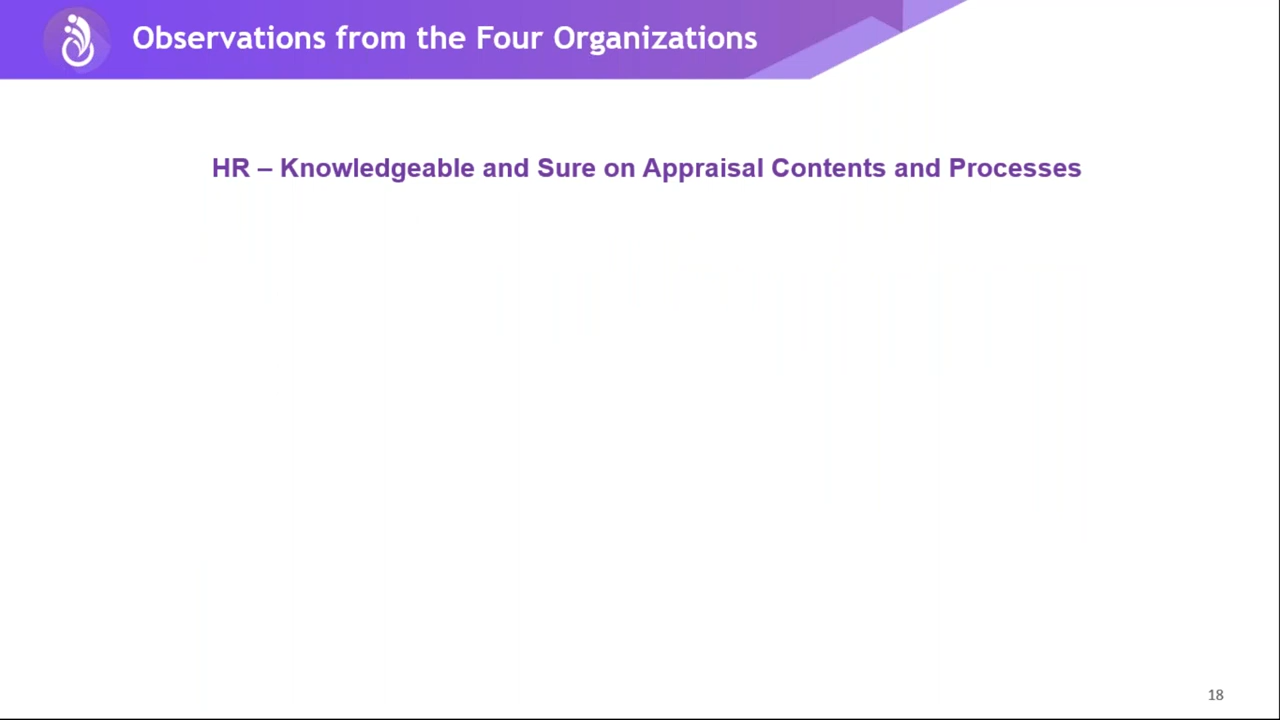 Observations from the Four Organizations
HR – Knowledgeable and Sure on Appraisal Contents and Processes
18